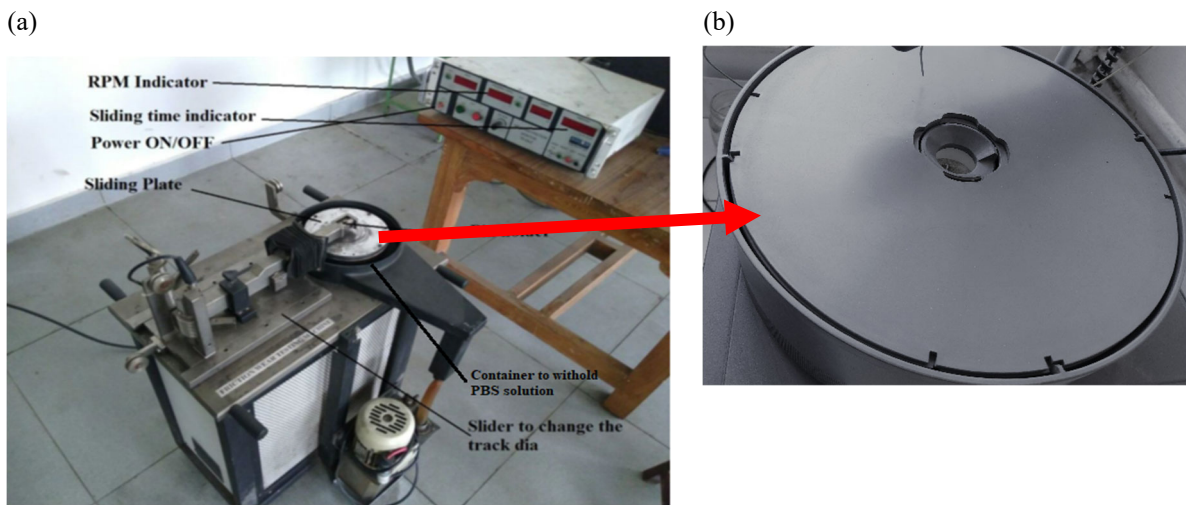 (a)
(b)
RPM Indicator
Sliding time indicator
Power ON/OFF
Sliding Plate
Container to withold
PBS solution
Slider to change the
track dia